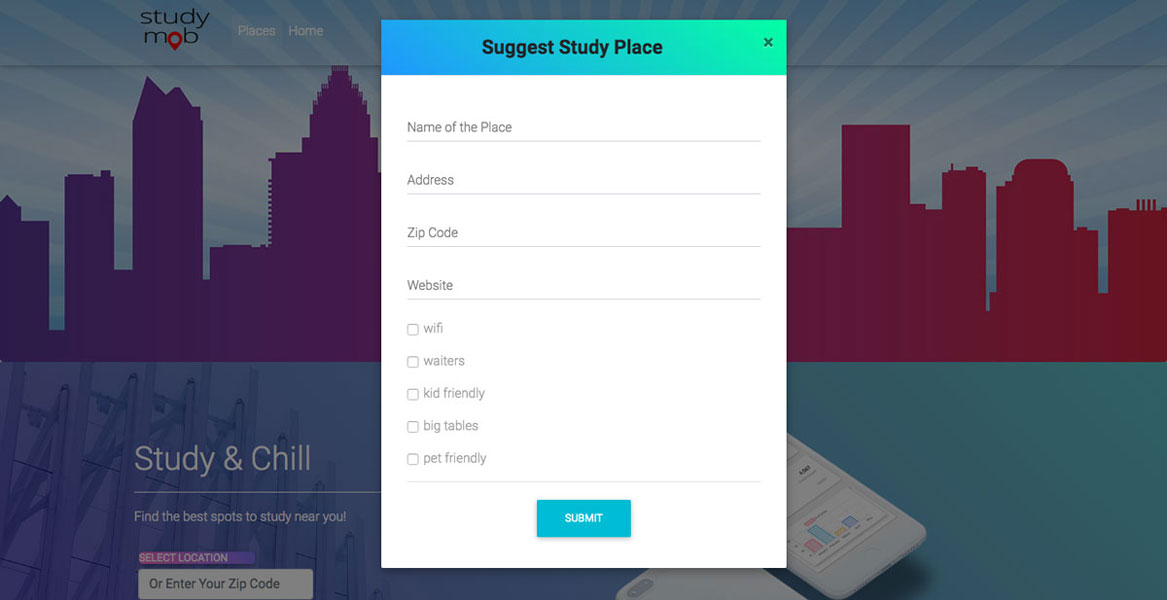 study
mob
Places Home
Suggest Study Place
×
Name of the Place
Address
Zip Code
Website
wifi
waiters
kid friendly
big tables
pet friendly
SUBMIT
Study & Chill
Find the best spots to study near you!
SELECT LOCATION
Or Enter Your Zip Code